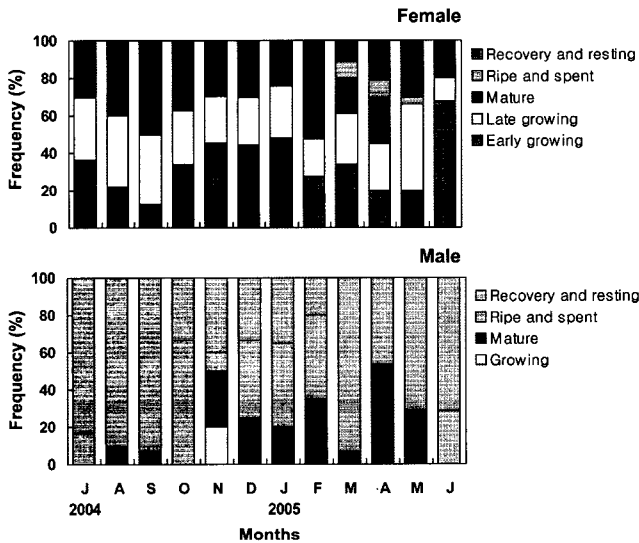 Female
100
80
60
40
20
0
Frequency (%)
Recovery and resting
Ripe and spent
Mature
Late growing
Early growing
Male
100
80
60
40
20
0
Frequency (%)
Recovery and resting
Ripe and spent
Mature
Growing
J A S O N D J F M A M J
2004 2005
Months